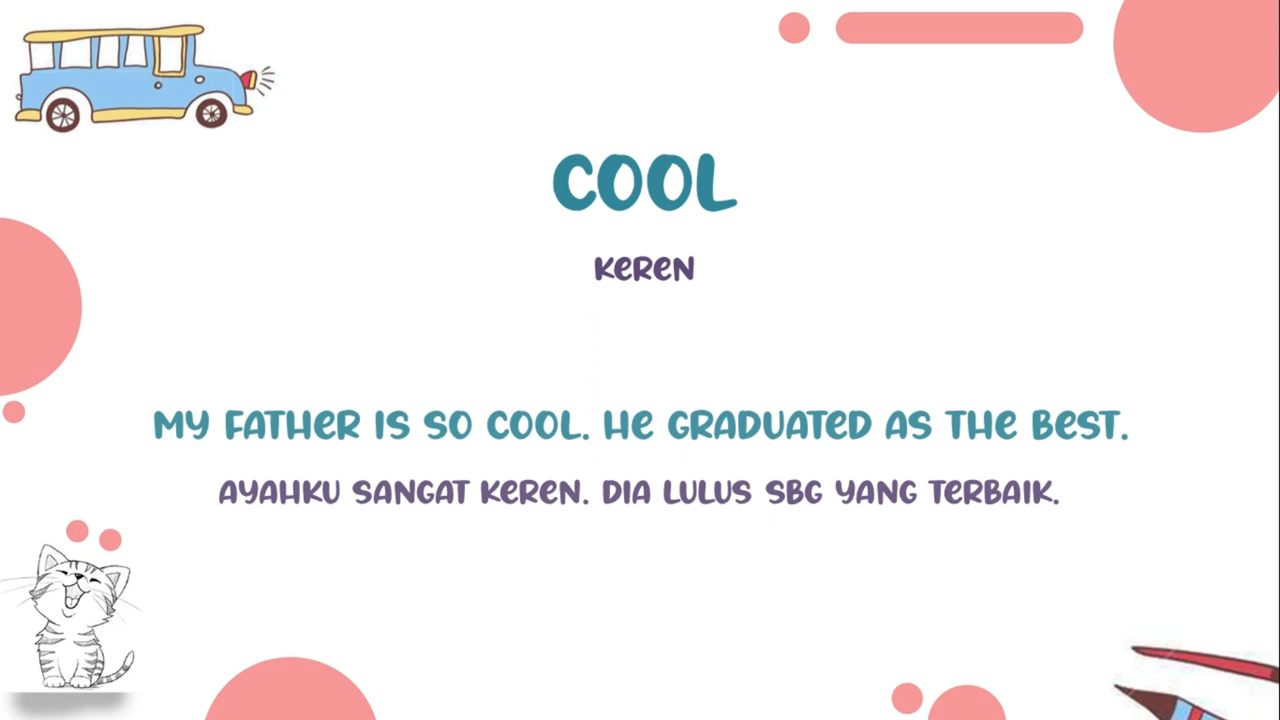 COOL
KEREN
MY FATHER IS SO COOL. HE GRADUATED AS THE BEST.
AYAHKU SANGAT KEREN. DIA LULUS SBG YANG TERBAIK.